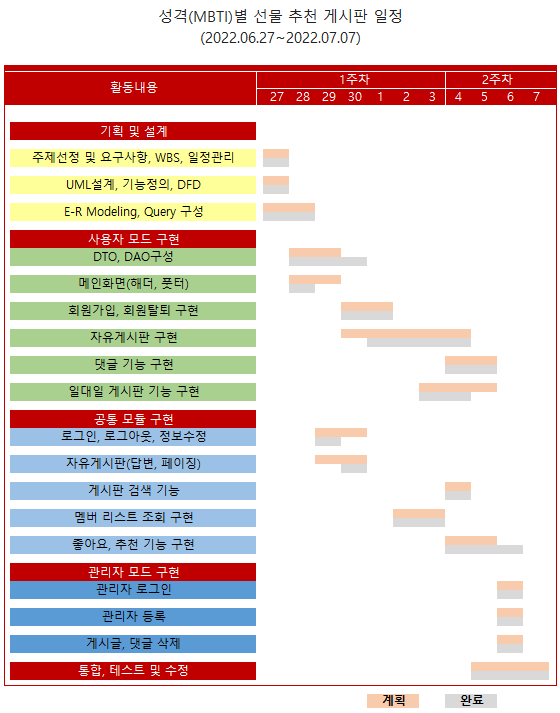 성격(MBTI)별 선물 추천 게시판 일정
(2022.06.27~2022.07.07)
활동내용 1주차 2주차
27 28 29 30 1 2 3 4 5 6 7
기획 및 설계
주제선정 및 요구사항, WBS, 일정관리
UML설계, 기능정의, DFD
E-R Modeling, Query 구성
사용자 모드 구현
DTO, DAO구성
메인화면(해더, 풋터)
회원가입, 회원탈퇴 구현
자유게시판 구현
댓글 기능 구현
일대일 게시판 기능 구현
공통 모듈 구현
로그인, 로그아웃, 정보수정
자유게시판(답변, 페이징)
게시판 검색 기능
멤버 리스트 조회 구현
좋아요, 추천 기능 구현
관리자 모드 구현
관리자 로그인
관리자 등록
게시글, 댓글 삭제
통합, 테스트 및 수정
계획 완료